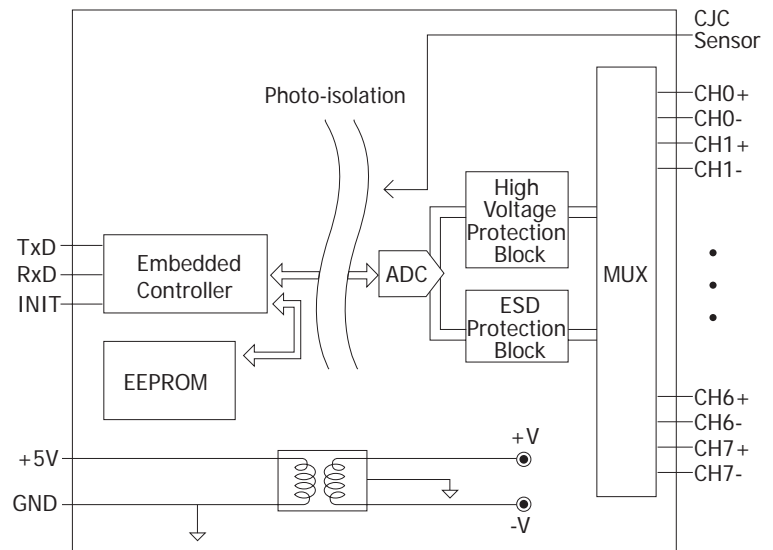 CJC
Sensor
Photo-isolation
CH0+
CH0-
CH1+
CH1-
High
Voltage
Protection
Block
TxD
RxD
INIT
Embedded
Controller
ADC
MUX
ESD
Protection
Block
EEPROM
CH6+
CH6-
CH7+
CH7-
+5V
GND
+V
-V